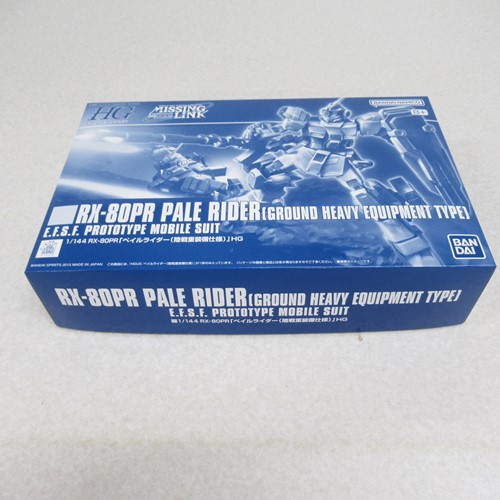 HG
MISSING LINK
BANDAI NAMCO
RX-80PR PALE RIDER [GROUND HEAVY EQUIPMENT TYPE]
E.F.S.F. PROTOTYPE MOBILE SUIT
1/144 RX-80PR「ペイルライダー(陸戦重装備仕様)」HG
BAN
DAI
RX-80PR PALE RIDER [GROUND HEAVY EQUIPMENT TYPE]
E.F.S.F. PROTOTYPE MOBILE SUIT
1/144 RX-80PR「ペイルライダー(陸戦重装備仕様)」HG